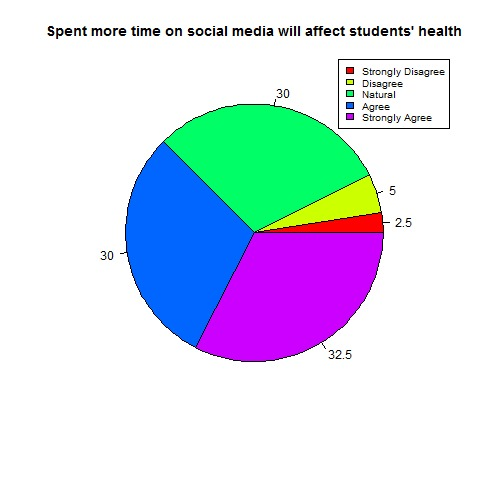 Spent more time on social media will affect students' health
Strongly Disagree
Disagree
Natural
Agree
Strongly Agree
30
5
2.5
30
32.5